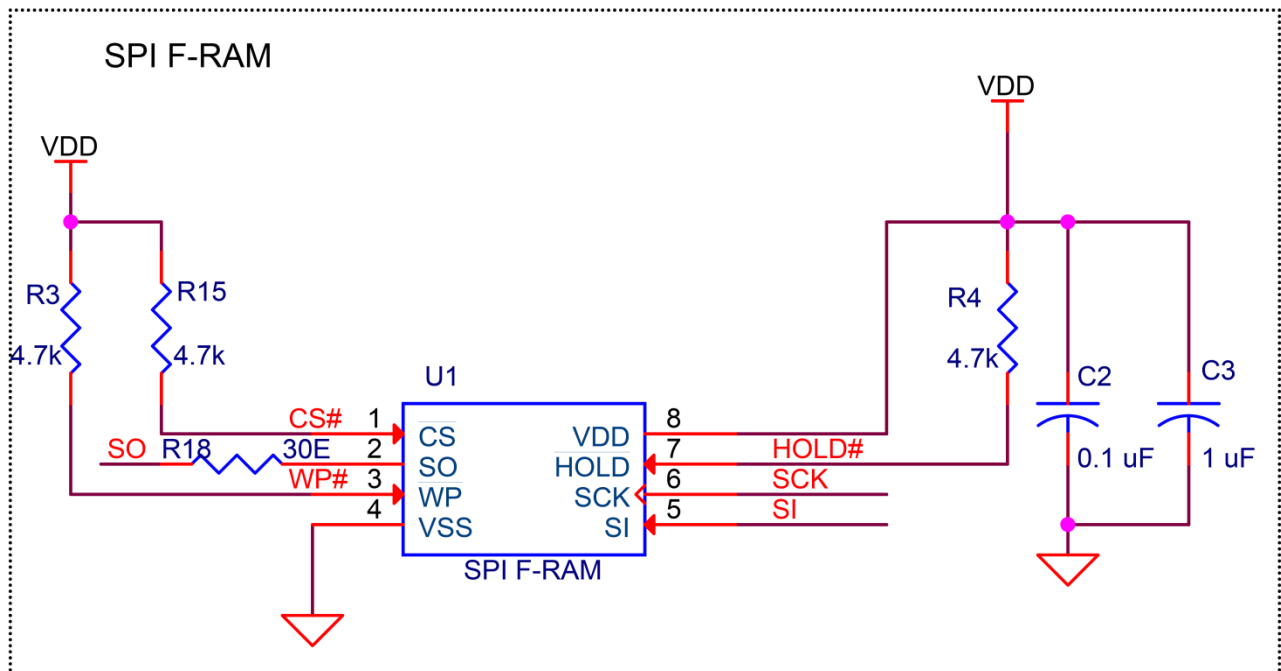 SPI F-RAM
VDD
VDD
R3
4.7k
R15
4.7k
R4
4.7k
C2
0.1 uF
C3
1 uF
U1
CS# 1 CS
SO R18 30E 2 SO
WP# 3 WP
4 VSS
VDD 8
HOLD 7 HOLD#
SCK 6 SCK
SI 5 SI
SPI F-RAM